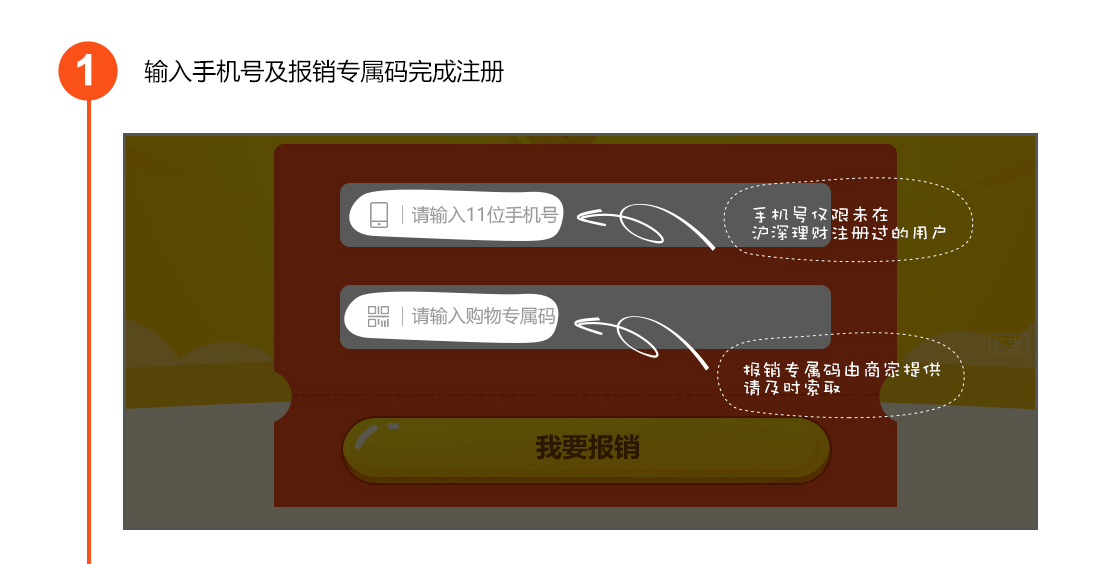 1
输入手机号及报销专属码完成注册
请输入11位手机号
手机号仅限未在
沪深理财注册过的用户
请输入购物专属码
报销专属码由商家提供
请及时索取
我要报销